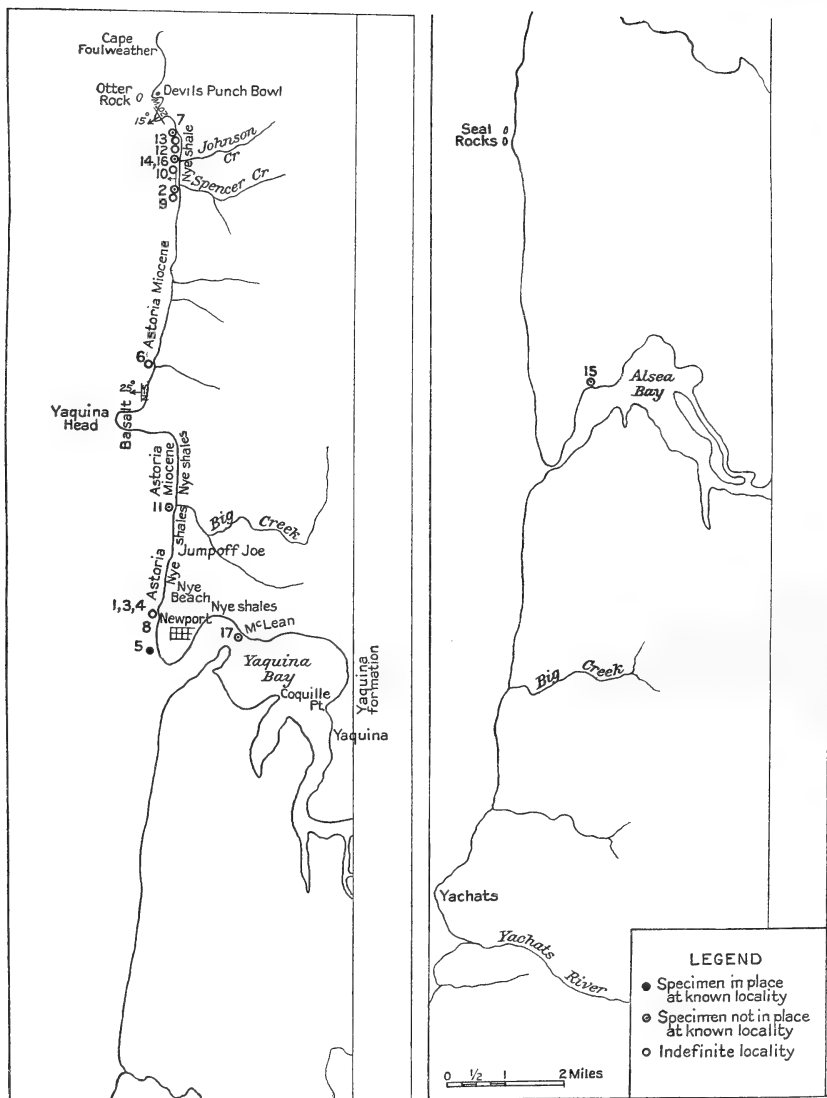 Cape
Foulweather
Otter
Rock
Devils Punch Bowl
15°
7
13
12
14,16
10
2
9
Nye shale
Johnson
Cr
Spencer Cr
Astoria Miocene
6
25°
Basalt
Yaquina
Head
Astoria
Miocene
Nye shales
11
Big Creek
Jumpoff Joe
Astoria
Nye shales
Nye
Beach
1,3,4
Nye shales
Newport
8
McLean
17
5
Yaquina
Bay
Coquille
Pt.
Yaquina
formation
Yaquina
Seal
Rocks
15
Alsea
Bay
Big Creek
Yachats
Yachats
River
LEGEND
Specimen in place
at known locality
Specimen not in place
at known locality
Indefinite locality
0 1/2 1 2 Miles